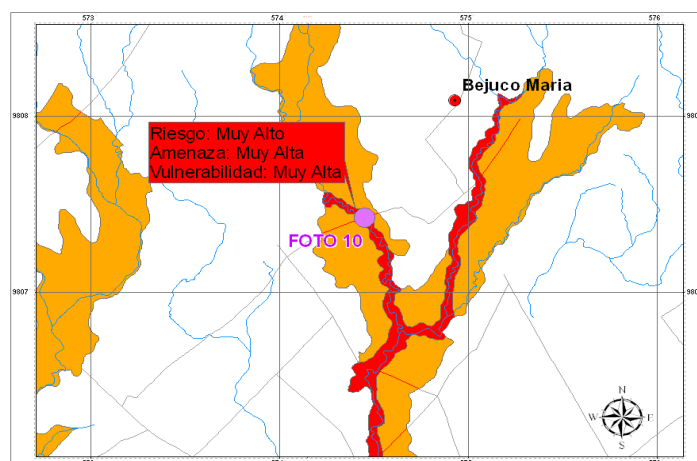 573
574
575
576
Bejuco Maria
9808
980
Riesgo: Muy Alto
Amenaza: Muy Alta
Vulnerabilidad: Muy Alta
FOTO 10
9807
980
N
W
E
S